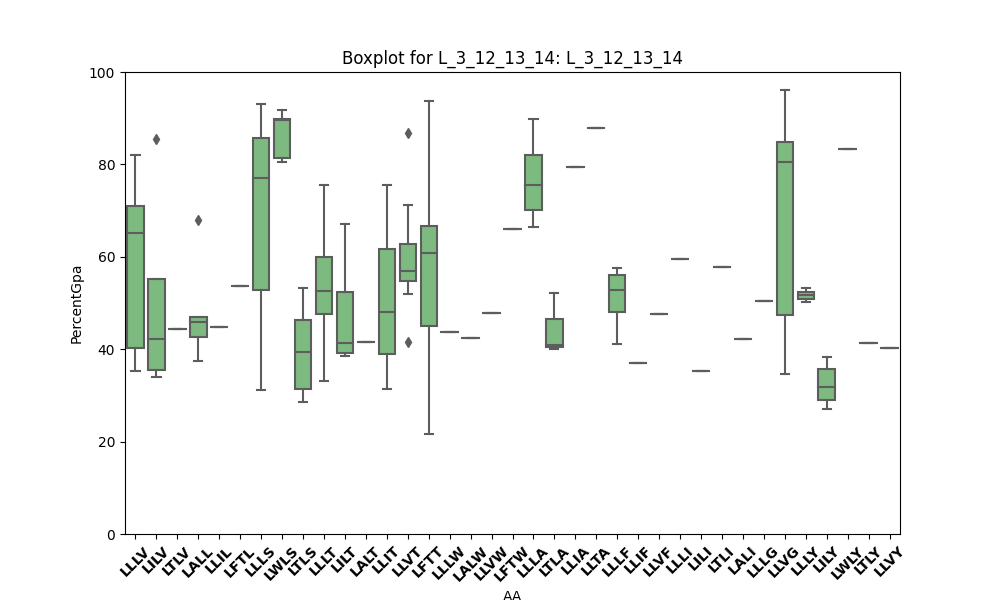 Boxplot for L_3_12_13_14: L_3_12_13_14
PercentGpa
100
80
60
40
20
0
LLLV LILV LTLV LALL LLIL LFTL LLLS LWLS LTLS LLLT LILT LALT LLIT LLVT LFTT LLLW LALW LLVW LFTW LLLA LTLA LLIA LLTA LLLF LLIF LLVF LLLI LILI LTLI LALI LLLG LLVG LLLY LILY LWLY LTLY LLVY
AA